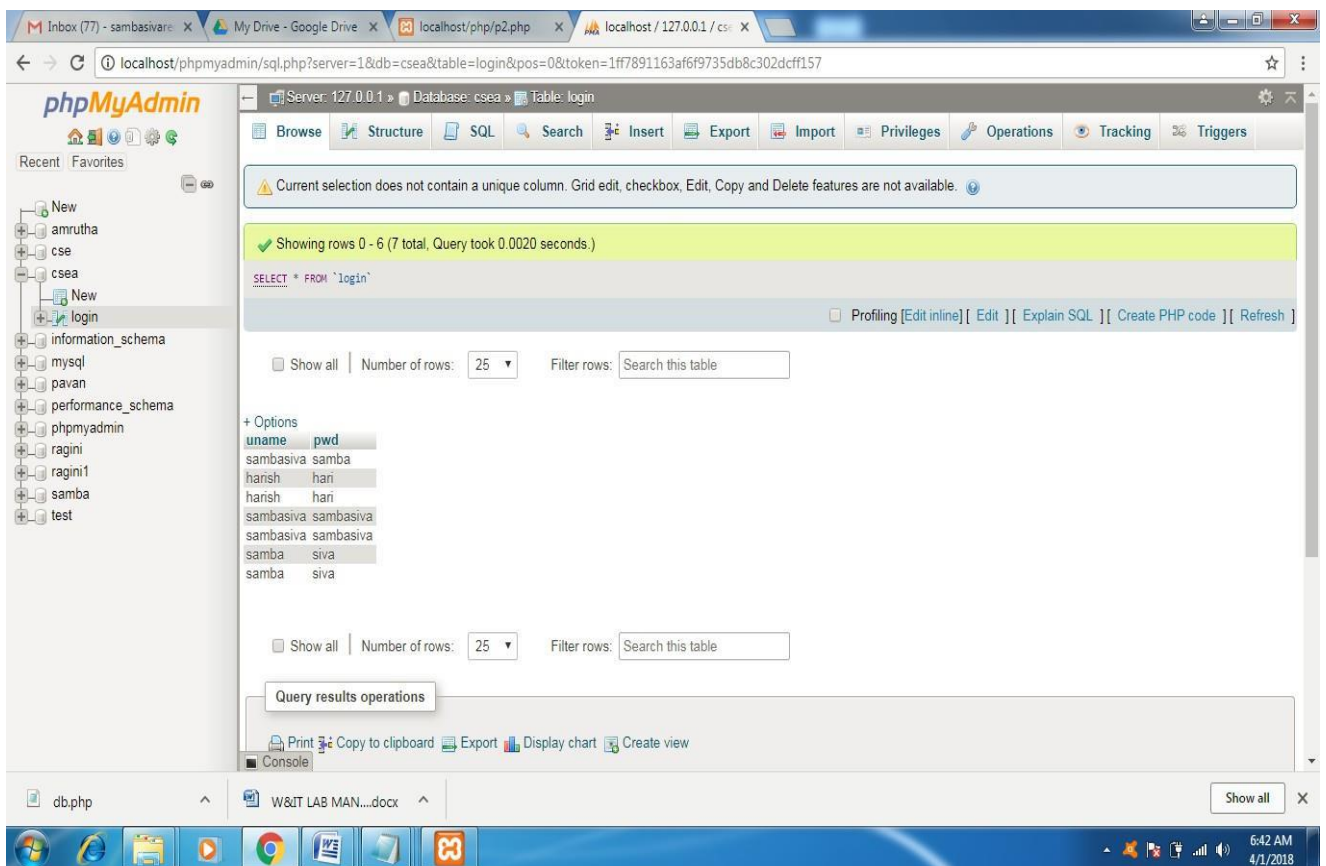 Inbox (77) - sambasivare
My Drive - Google Drive
localhost/php/p2.php
localhost / 127.0.0.1 / cse
localhost/phpmyadmin/sql.php?server=1&db=csea&table=login&pos=0&token=1ff7891163af6f9735db8c302dcff157
phpMyAdmin
Recent Favorites
New
amrutha
cse
csea
New
login
information_schema
mysql
pavan
performance_schema
phpmyadmin
ragini
ragini1
samba
test
Server: 127.0.0.1 » Database: csea » Table: login
Browse Structure SQL Search Insert Export Import Privileges Operations Tracking Triggers
Current selection does not contain a unique column. Grid edit, checkbox, Edit, Copy and Delete features are not available.
Showing rows 0 - 6 (7 total, Query took 0.0020 seconds.)
SELECT * FROM `login`
Profiling [Edit inline] [ Edit ] [ Explain SQL ] [ Create PHP code ] [ Refresh ]
Show all | Number of rows: 25 Filter rows: Search this table
+ Options
uname pwd
sambasiva samba
harish hari
harish hari
sambasiva sambasiva
sambasiva sambasiva
samba siva
samba siva
Show all | Number of rows: 25 Filter rows: Search this table
Query results operations
Print Copy to clipboard Export Display chart Create view
Console
db.php
W&IT LAB MAN....docx
Show all
6:42 AM
4/1/2018